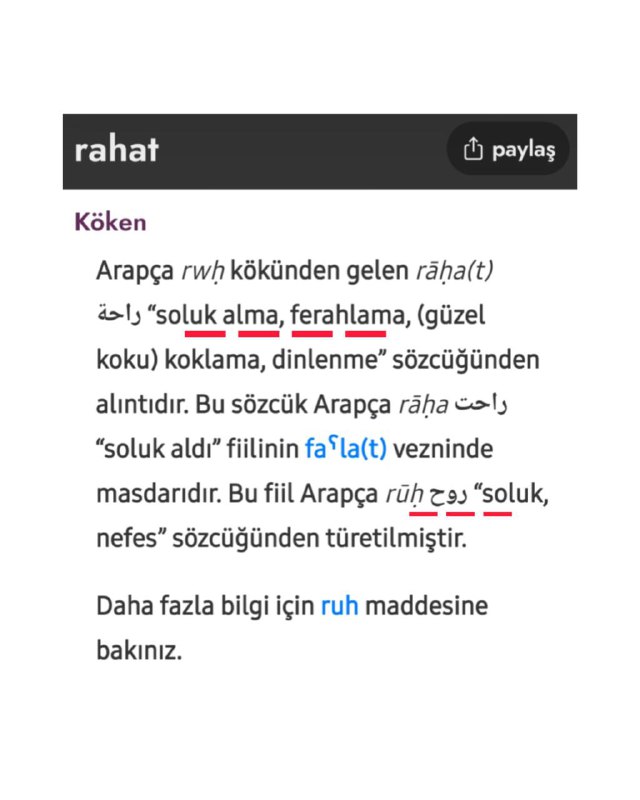 rahat
paylaş
Köken
Arapça rwḥ kökünden gelen rāḥa(t)
راحة “soluk alma, ferahlama, (güzel
koku) koklama, dinlenme” sözcüğünden
alıntıdır. Bu sözcük Arapça rāḥa راحت
“soluk aldı” fiilinin faˁla(t) vezninde
masdarıdır. Bu fiil Arapça rūḥ روح “soluk,
nefes” sözcüğünden türetilmiştir.
Daha fazla bilgi için ruh maddesine
bakınız.